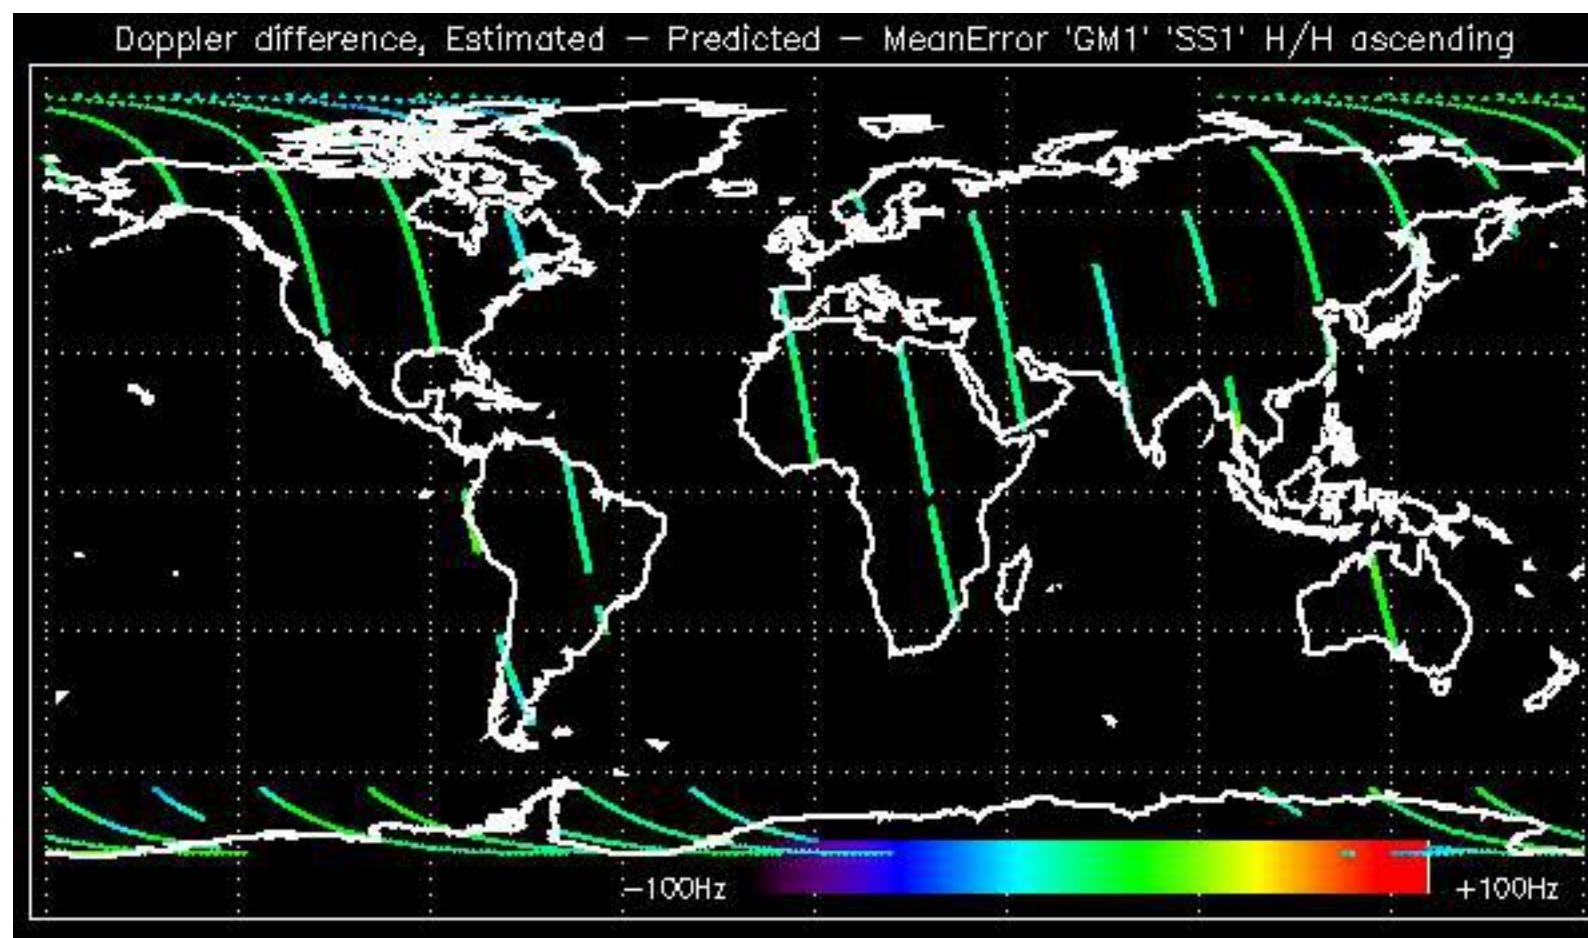 Doppler difference, Estimated − Predicted − MeanError 'GM1' 'SS1' H/H ascending
−100Hz
+100Hz